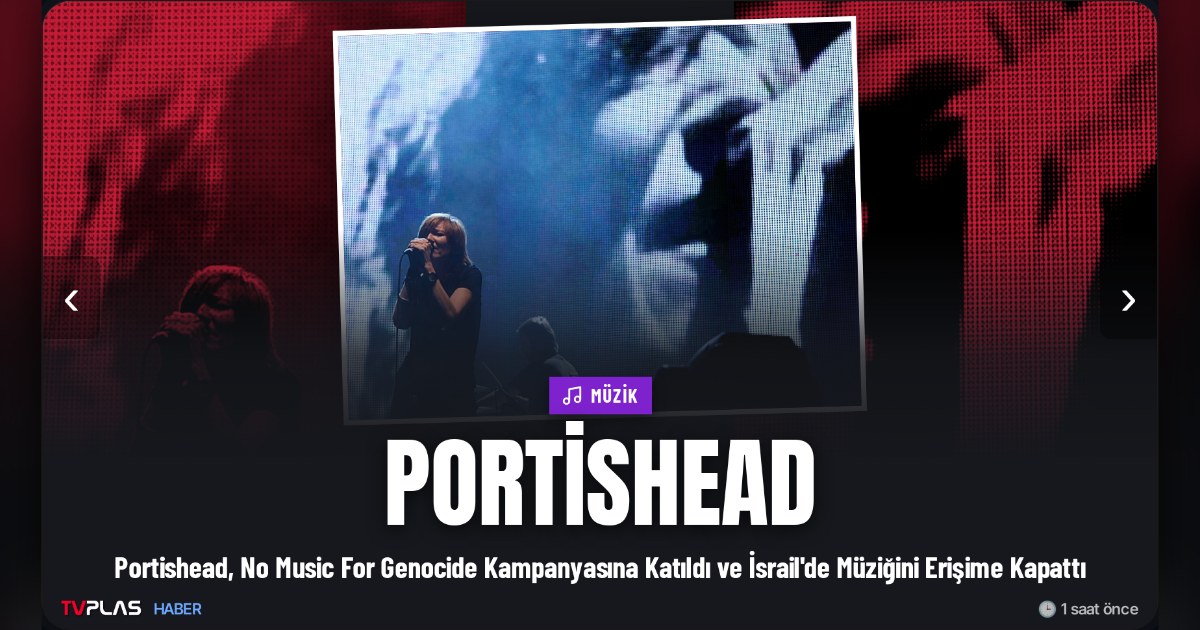 MÜZİK
PORTİSHEAD
Portishead, No Music For Genocide Kampanyasına Katıldı ve İsrail'de Müziğini Erişime Kapattı
TVPLAS HABER
1 saat önce